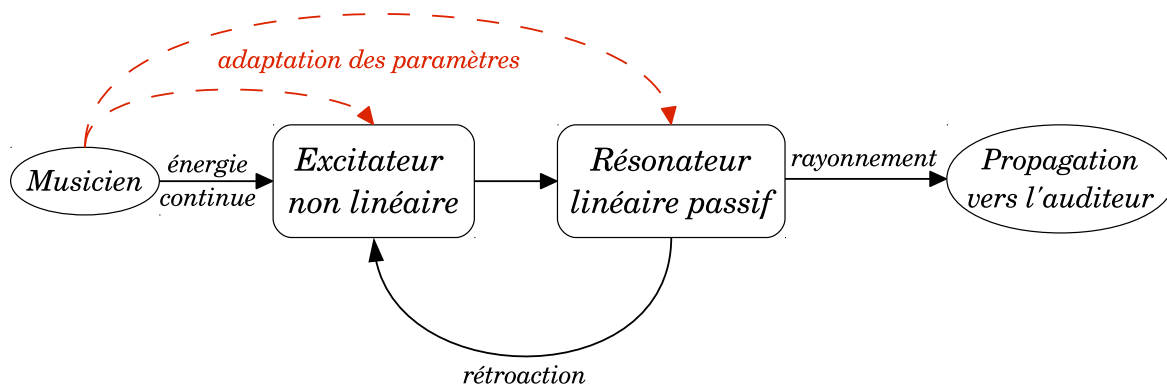 adaptation des paramètres
Musicien
énergie
continue
Excitateur
non linéaire
Résonateur
linéaire passif
rayonnement
Propagation
vers l'auditeur
rétroaction